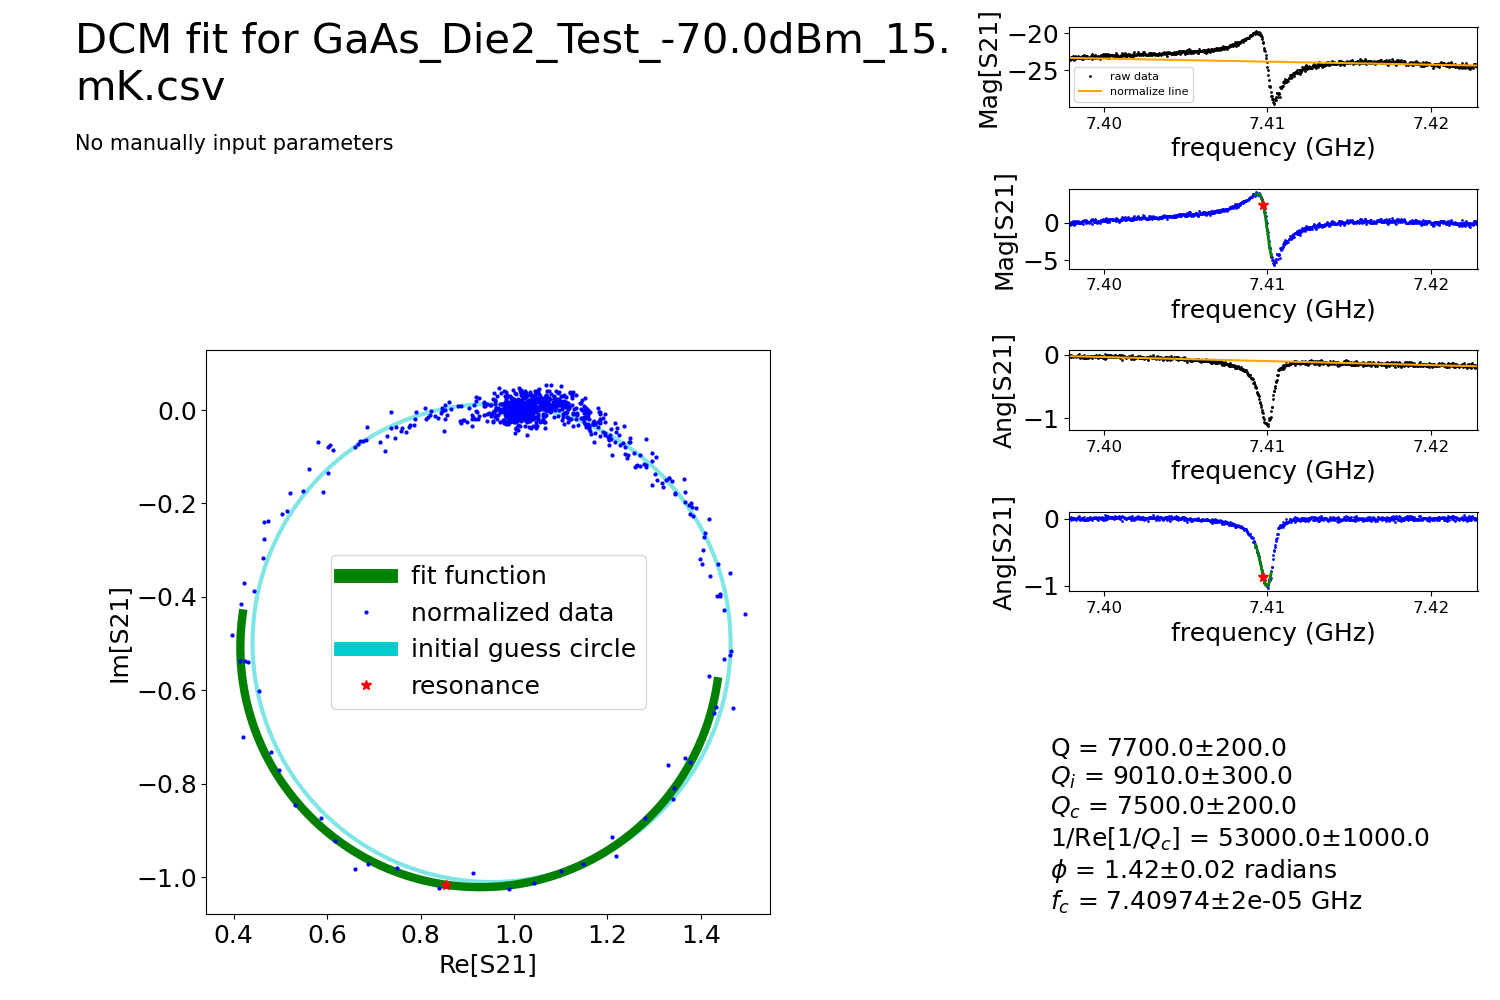 DCM fit for GaAs_Die2_Test_-70.0dBm_15.
mK.csv
No manually input parameters
Mag[S21]
−20
−25
raw data
normalize line
7.40 7.41 7.42
frequency (GHz)
Mag[S21]
0
−5
7.40 7.41 7.42
frequency (GHz)
Ang[S21]
0
−1
7.40 7.41 7.42
frequency (GHz)
Ang[S21]
0
−1
7.40 7.41 7.42
frequency (GHz)
Im[S21]
0.0
−0.2
−0.4
−0.6
−0.8
−1.0
fit function
normalized data
initial guess circle
resonance
0.4 0.6 0.8 1.0 1.2 1.4
Re[S21]
Q = 7700.0±200.0
Q_i = 9010.0±300.0
Q_c = 7500.0±200.0
1/Re[1/Q_c] = 53000.0±1000.0
ϕ = 1.42±0.02 radians
f_c = 7.40974±2e-05 GHz